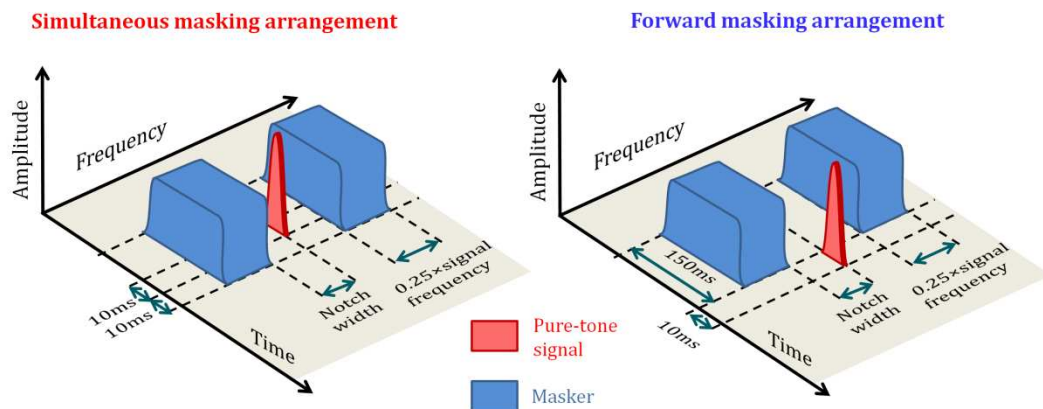 Simultaneous masking arrangement
Amplitude
Frequency
10ms
10ms
Time
Notch
width
0.25×signal
frequency
Forward masking arrangement
Amplitude
Frequency
150ms
10ms
Time
Notch
width
0.25×signal
frequency
Pure-tone
signal
Masker